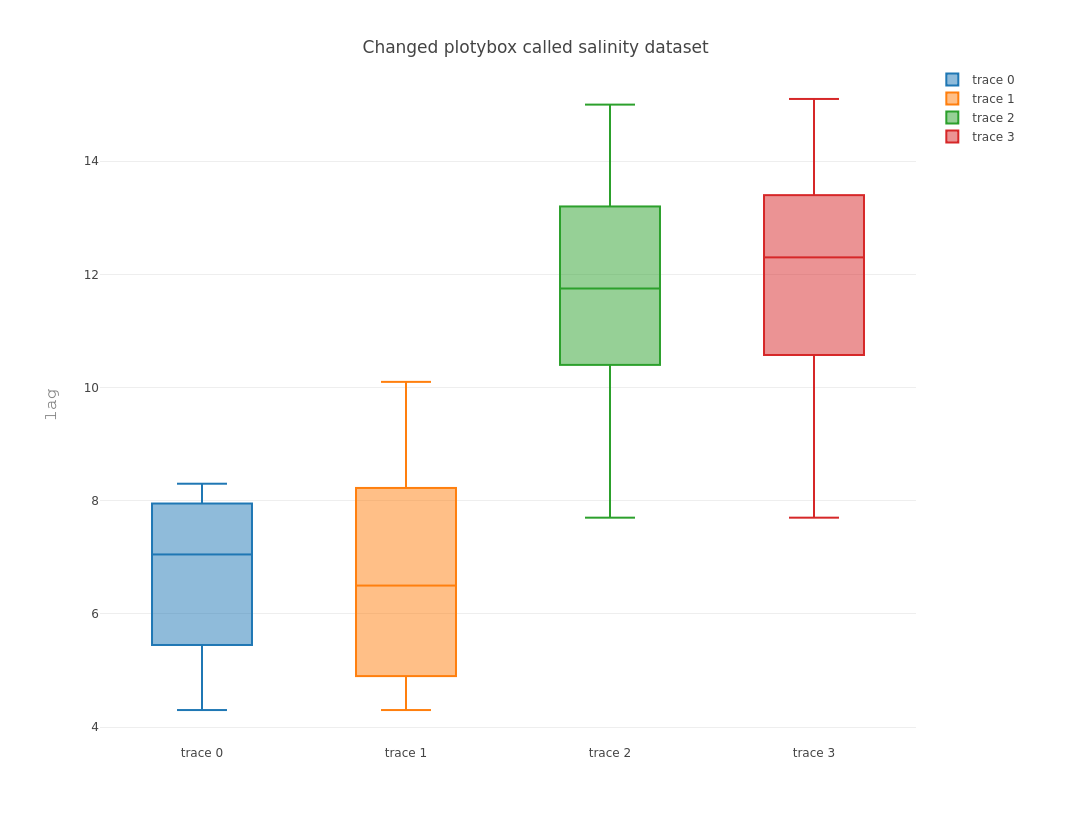 Changed plotybox called salinity dataset
trace 0
trace 1
trace 2
trace 3
14
12
10
8
6
4
lag
trace 0
trace 1
trace 2
trace 3